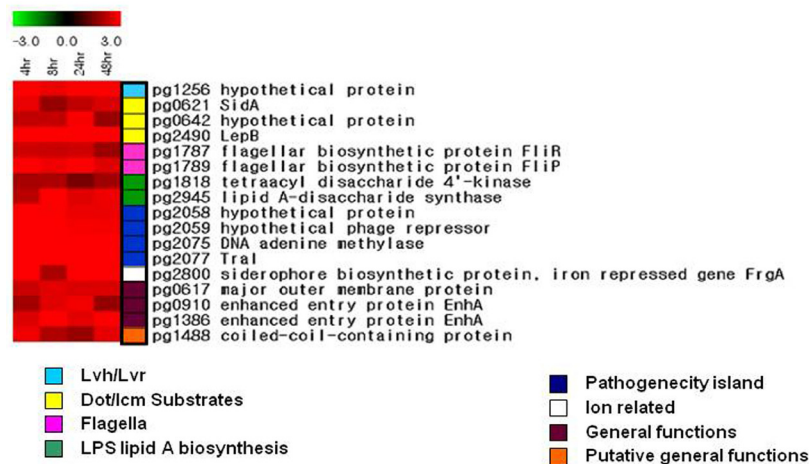 -3.0 0.0 3.0
4hr 8hr 24hr 48hr
pg1256 hypothetical protein
pg0621 SidA
pg0642 hypothetical protein
pg2490 LepB
pg1787 flagellar biosynthetic protein FliR
pg1789 flagellar biosynthetic protein FliP
pg1818 tetraacyl disaccharide 4'-kinase
pg2945 lipid A-disaccharide synthase
pg2058 hypothetical protein
pg2059 hypothetical phage repressor
pg2075 DNA adenine methylase
pg2077 TraI
pg2800 siderophore biosynthetic protein, iron repressed gene FrgA
pg0617 major outer membrane protein
pg0910 enhanced entry protein EnhA
pg1386 enhanced entry protein EnhA
pg1488 coiled-coil-containing protein
Lvh/Lvr
Dot/Icm Substrates
Flagella
LPS lipid A biosynthesis
Pathogenecity island
Ion related
General functions
Putative general functions